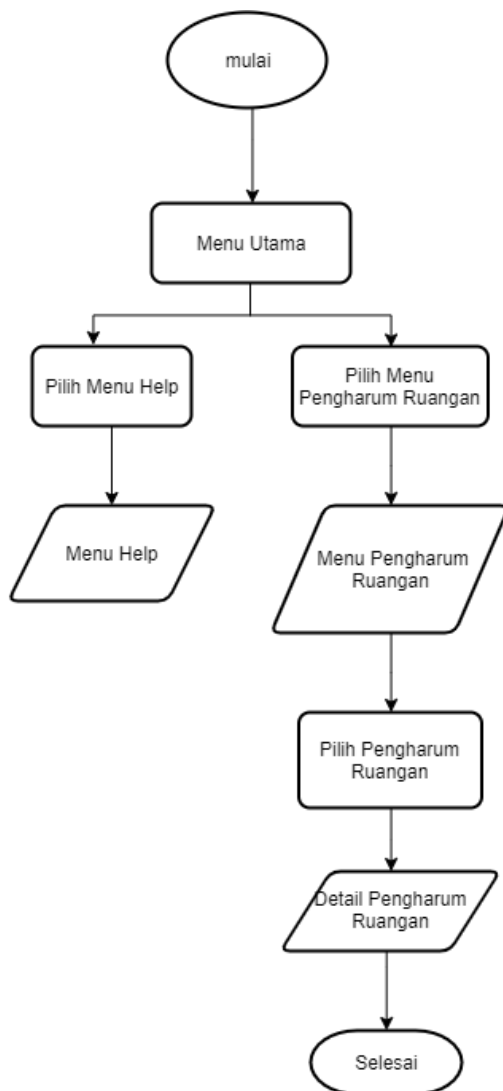 mulai
Menu Utama
Pilih Menu Help
Pilih Menu
Pengharum Ruangan
Menu Help
Menu Pengharum
Ruangan
Pilih Pengharum
Ruangan
Detail Pengharum
Ruangan
Selesai